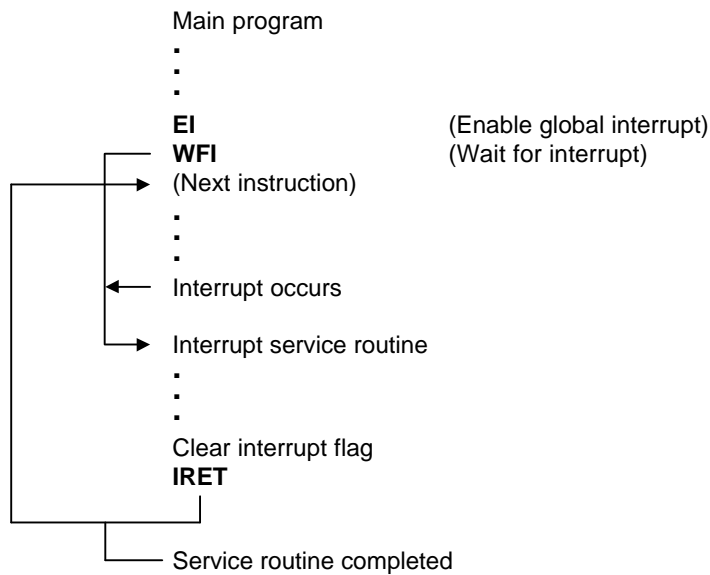 Main program
EI (Enable global interrupt)
WFI (Wait for interrupt)
(Next instruction)
Interrupt occurs
Interrupt service routine
Clear interrupt flag
IRET
Service routine completed